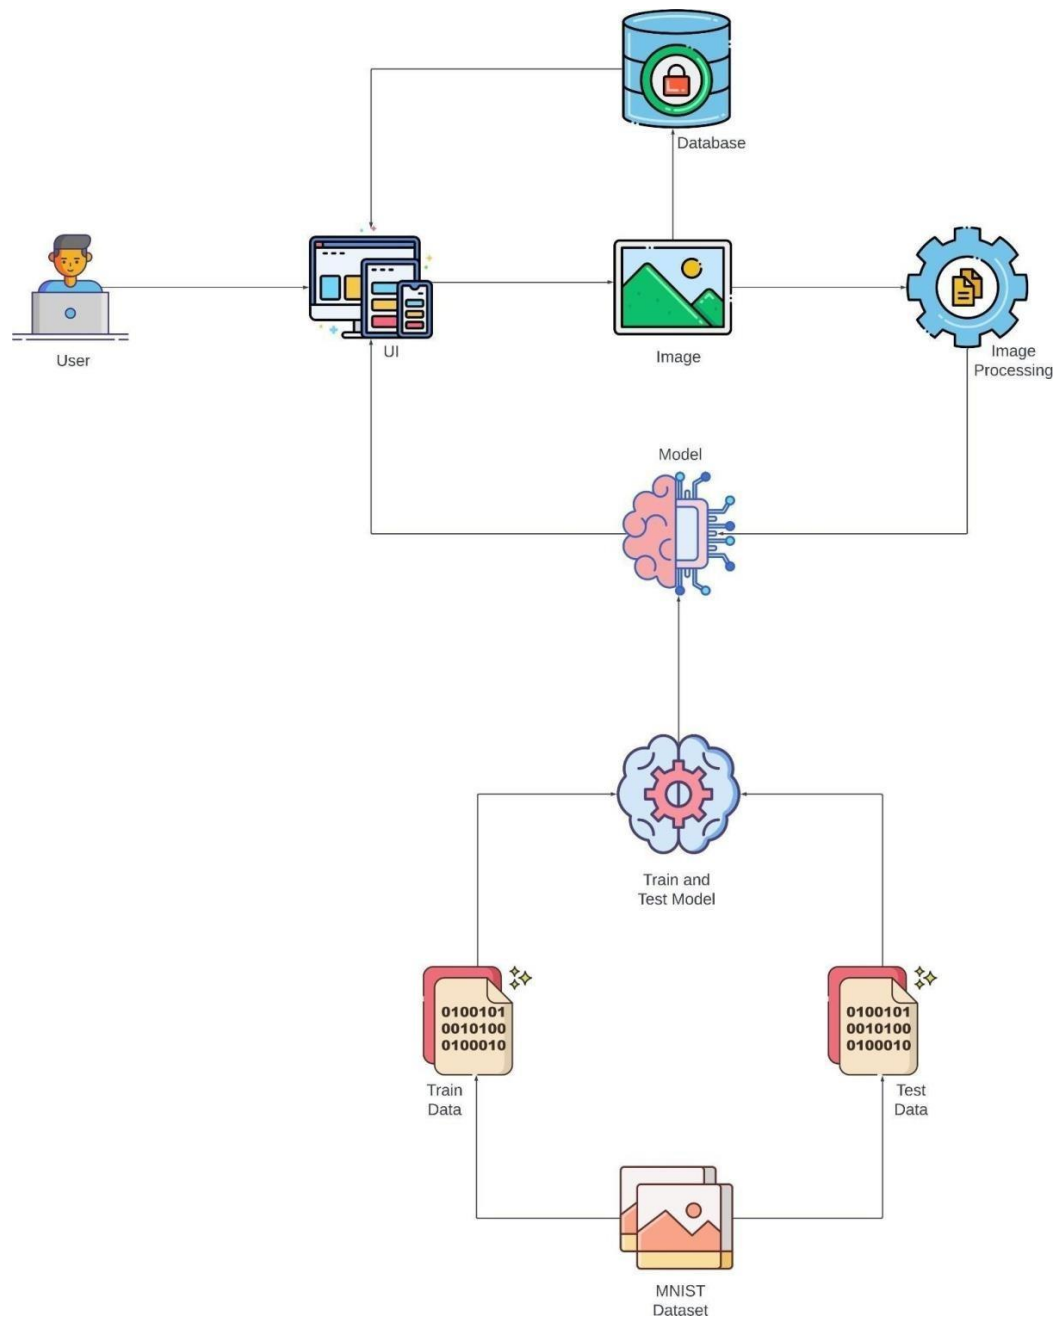 Database
User
UI
Image
Image
Processing
Model
Train and
Test Model
0100101
0010100
0100010
0100101
0010100
0100010
Train
Data
Test
Data
MNIST
Dataset